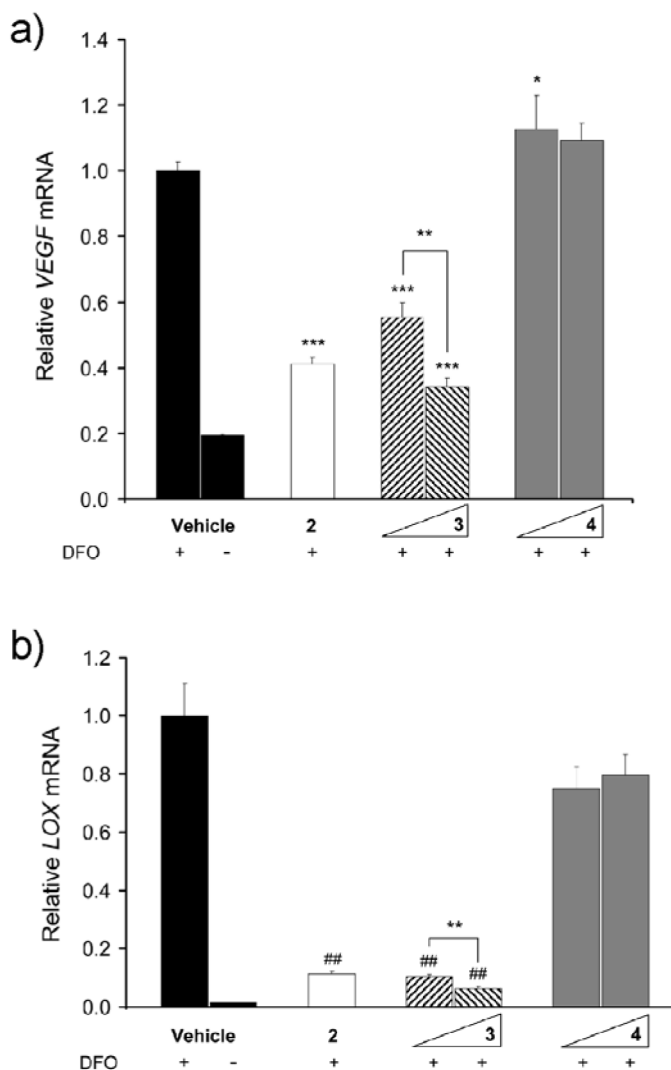 a)
Relative VEGF mRNA
1.4
1.2
1.0
0.8
0.6
0.4
0.2
0.0
*
**
***
***
***
Vehicle 2 3 4
DFO + - + + + + +
b)
Relative LOX mRNA
1.2
1.0
0.8
0.6
0.4
0.2
0.0
**
## ## ##
Vehicle 2 3 4
DFO + - + + + + +